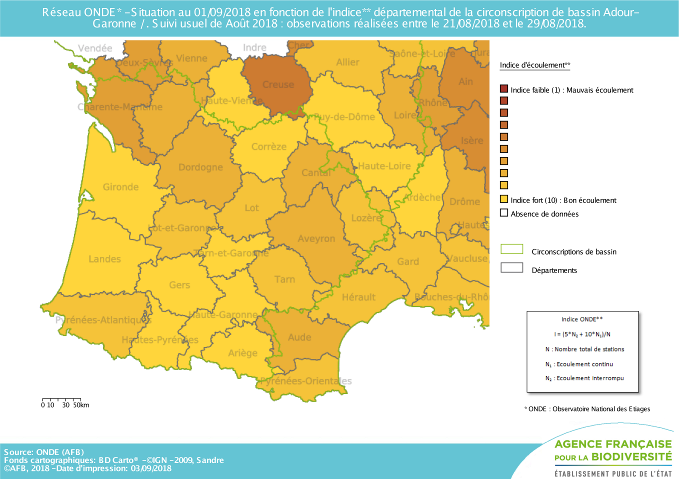 Réseau ONDE* -Situation au 01/09/2018 en fonction de l'indice** départemental de la circonscription de bassin Adour-
Garonne /. Suivi usuel de Août 2018 : observations réalisées entre le 21/08/2018 et le 29/08/2018.
Vendée
Deux-Sèvres
Vienne
Indre
Cher
Allier
Saône-et-Loire
Jura
Creuse
Ain
Charente-Maritime
Haute-Vienne
Puy-de-Dôme
Loire
Rhône
Corrèze
Isère
Dordogne
Cantal
Haute-Loire
Gironde
Ardèche
Drôme
Lot
Lozère
Haute
Lot-et-Garonne
Aveyron
Landes
Tarn-et-Garonne
Gard
Vaucluse
Gers
Tarn
Hérault
Bouches-du-Rhô
Pyrénées-Atlantiques
Haute-Garonne
Hautes-Pyrénées
Aude
Ariège
Pyrénées-Orientales
0 10 30 50km
Indice d'écoulement**
Indice faible (1) : Mauvais écoulement
Indice fort (10) : Bon écoulement
Absence de données
Circonscriptions de bassin
Départements
Indice ONDE**
I = (5*N₂ + 10*N₁)/N
N : Nombre total de stations
N₁ : Ecoulement continu
N₂ : Ecoulement interrompu
* ONDE : Observatoire National des Etiages
Source: ONDE (AFB)
Fonds cartographiques: BD Carto® -©IGN -2009, Sandre
©AFB, 2018 -Date d'impression: 03/09/2018
AGENCE FRANÇAISE
POUR LA BIODIVERSITÉ
ÉTABLISSEMENT PUBLIC DE L'ÉTAT